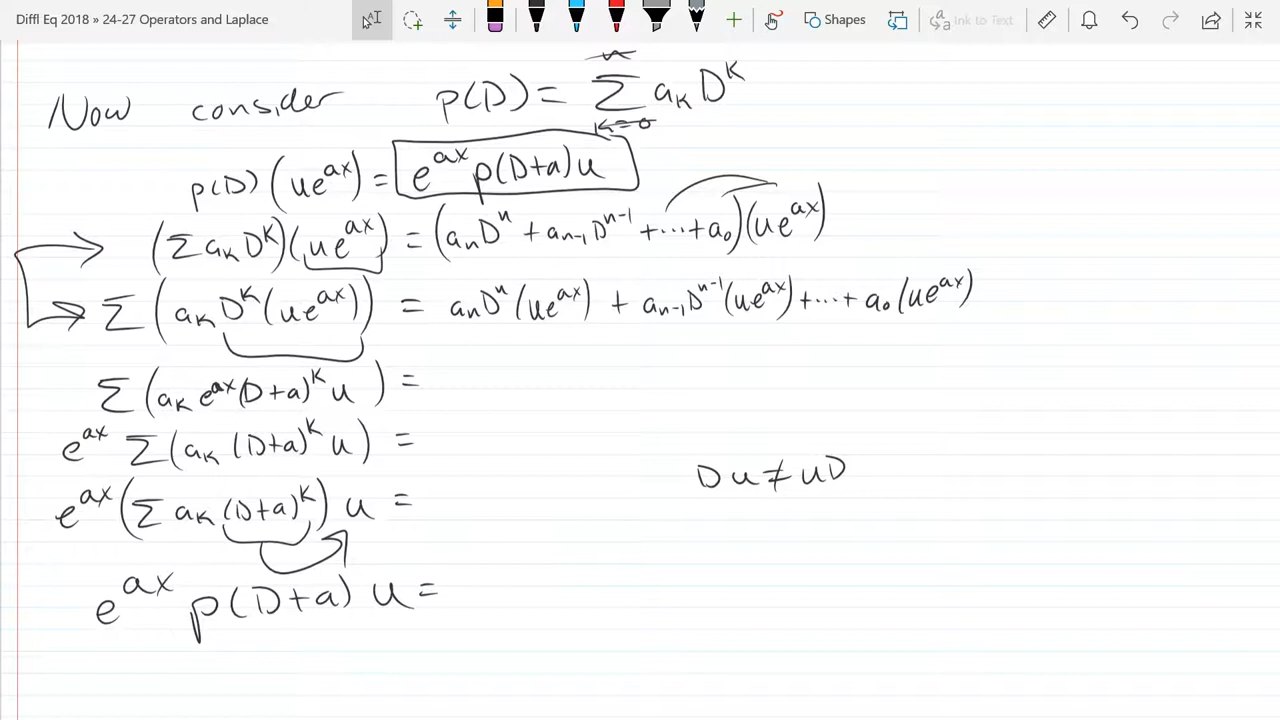 Diffl Eq 2018 » 24-27 Operators and Laplace
Shapes
Ink to Text
Now consider p(D) = Σ_{k=0}^{n} a_k D^k
p(D)(ue^{ax}) = e^{ax} p(D+a)u
(Σ a_k D^k)(ue^{ax}) = (a_n D^n + a_{n-1} D^{n-1} + ... + a_0)(ue^{ax})
Σ (a_k D^k(ue^{ax})) = a_n D^n (ue^{ax}) + a_{n-1} D^{n-1} (ue^{ax}) + ... + a_0 (ue^{ax})
Σ (a_k e^{ax} (D+a)^k u) =
e^{ax} Σ (a_k (D+a)^k u) =
Du ≠ uD
e^{ax} (Σ a_k (D+a)^k) u =
e^{ax} p(D+a) u =